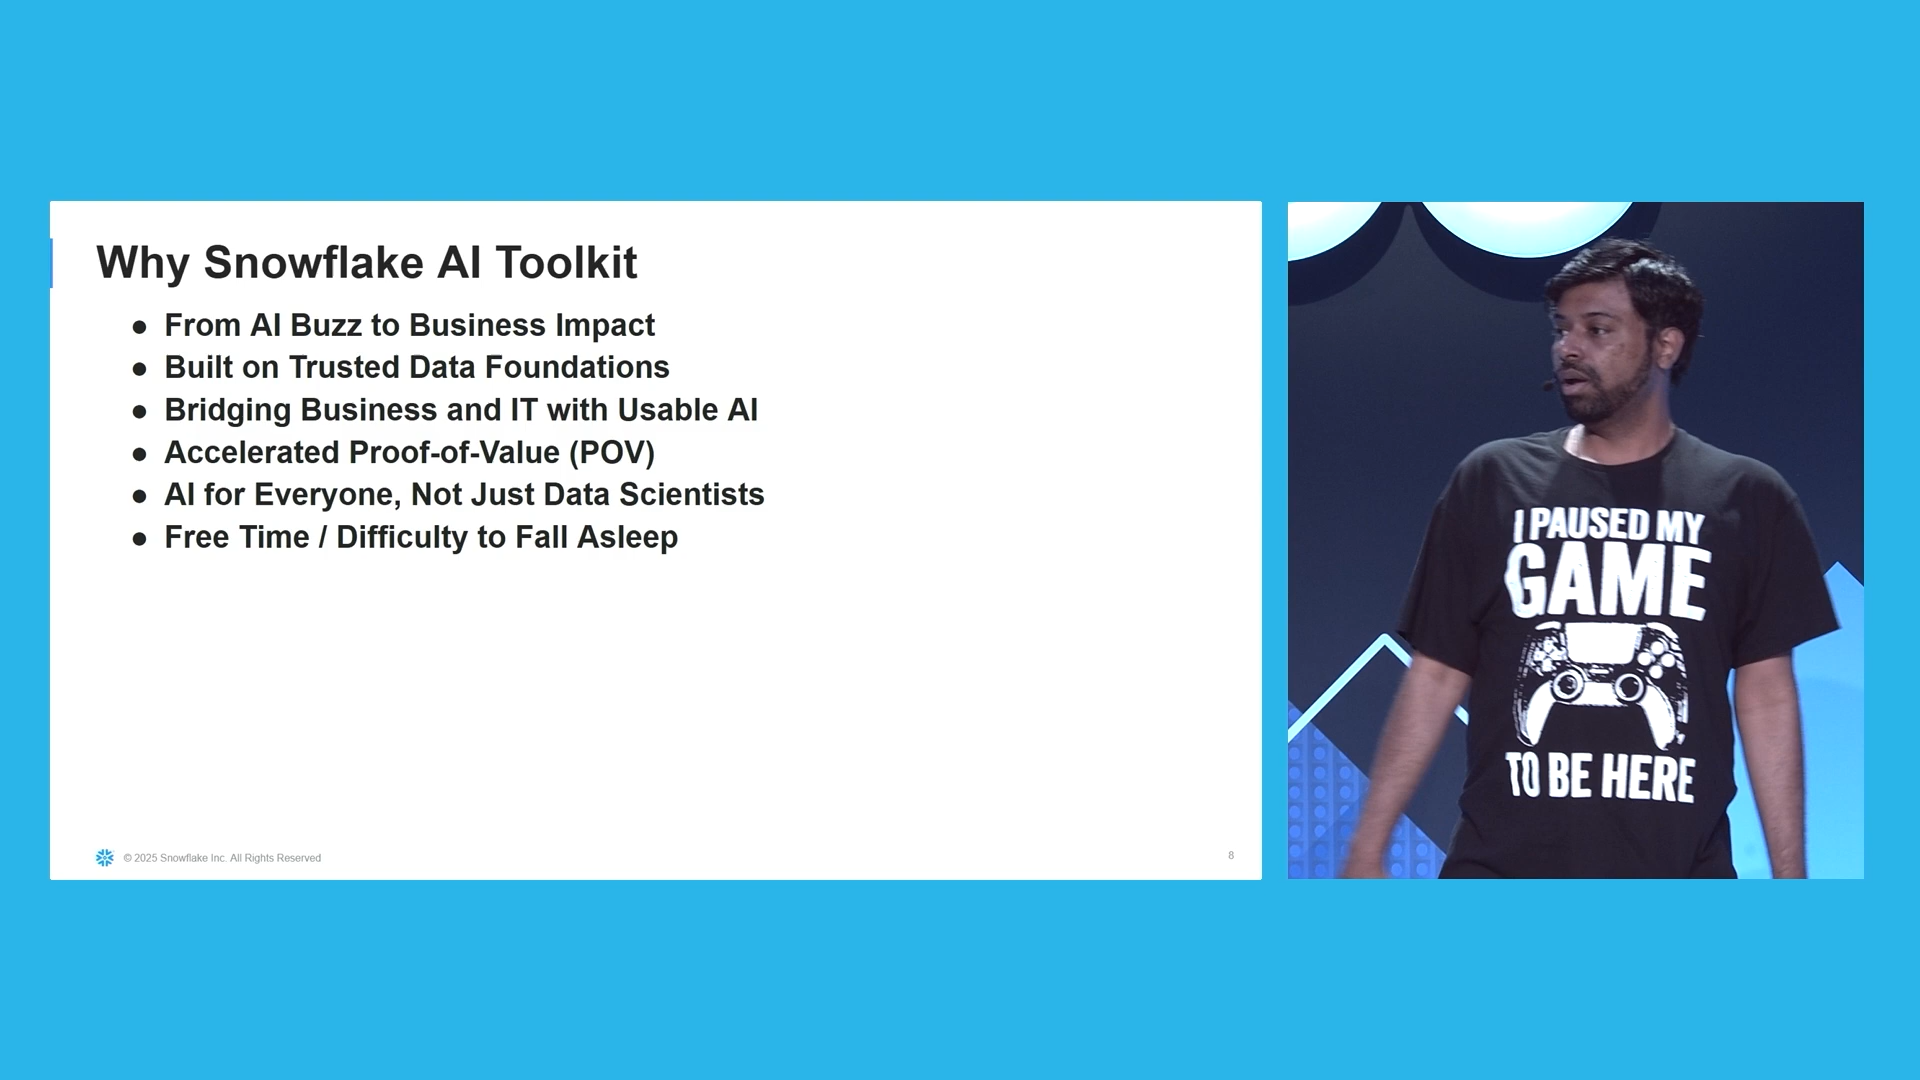 Why Snowflake AI Toolkit
● From AI Buzz to Business Impact
● Built on Trusted Data Foundations
● Bridging Business and IT with Usable AI
● Accelerated Proof-of-Value (POV)
● AI for Everyone, Not Just Data Scientists
● Free Time / Difficulty to Fall Asleep
© 2025 Snowflake Inc. All Rights Reserved
8
I PAUSED MY
GAME
TO BE HERE